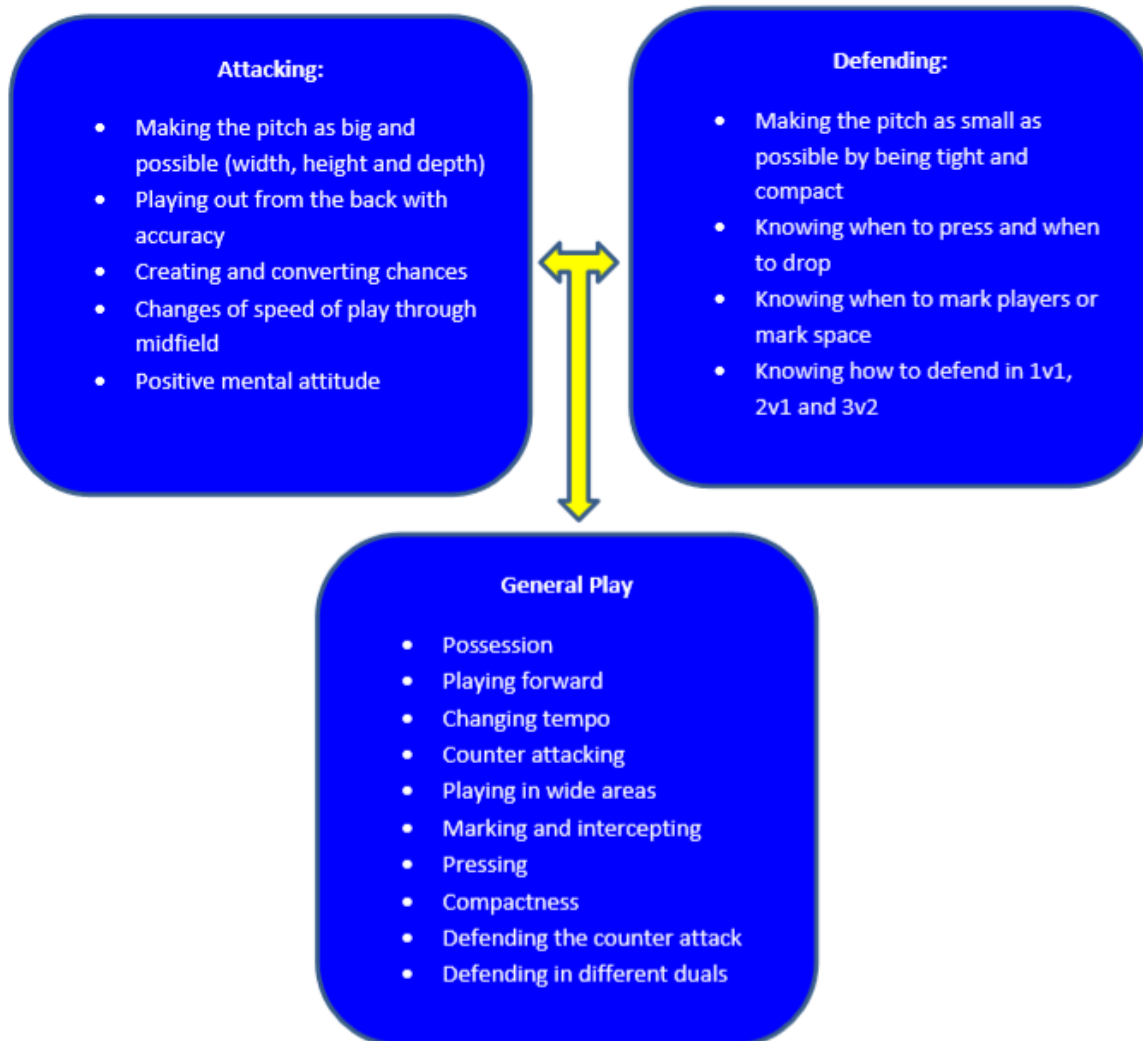 Attacking:
• Making the pitch as big and
possible (width, height and depth)
• Playing out from the back with
accuracy
• Creating and converting chances
• Changes of speed of play through
midfield
• Positive mental attitude
Defending:
• Making the pitch as small as
possible by being tight and
compact
• Knowing when to press and when
to drop
• Knowing when to mark players or
mark space
• Knowing how to defend in 1v1,
2v1 and 3v2
General Play
• Possession
• Playing forward
• Changing tempo
• Counter attacking
• Playing in wide areas
• Marking and intercepting
• Pressing
• Compactness
• Defending the counter attack
• Defending in different duals